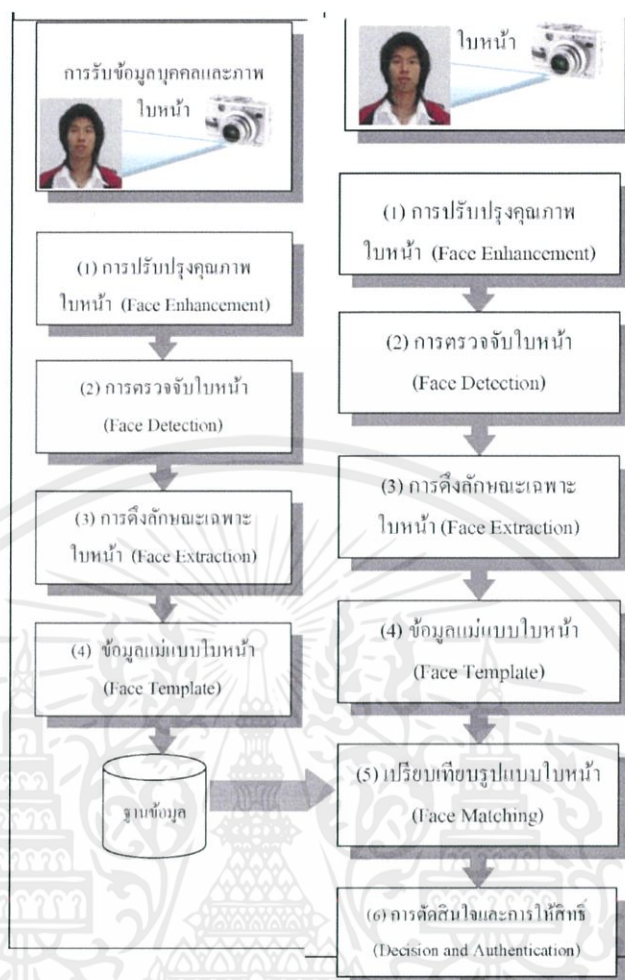 การรับข้อมูลบุคคลและภาพ
ใบหน้า
(1) การปรับปรุงคุณภาพ
ใบหน้า (Face Enhancement)
(2) การตรวจจับใบหน้า
(Face Detection)
(3) การดึงลักษณะเฉพาะ
ใบหน้า (Face Extraction)
(4) ข้อมูลแม่แบบใบหน้า
(Face Template)
ฐานข้อมูล
ใบหน้า
(1) การปรับปรุงคุณภาพ
ใบหน้า (Face Enhancement)
(2) การตรวจจับใบหน้า
(Face Detection)
(3) การดึงลักษณะเฉพาะ
ใบหน้า (Face Extraction)
(4) ข้อมูลแม่แบบใบหน้า
(Face Template)
(5) เปรียบเทียบรูปแบบใบหน้า
(Face Matching)
(6) การตัดสินใจและการให้สิทธิ์
(Decision and Authentication)